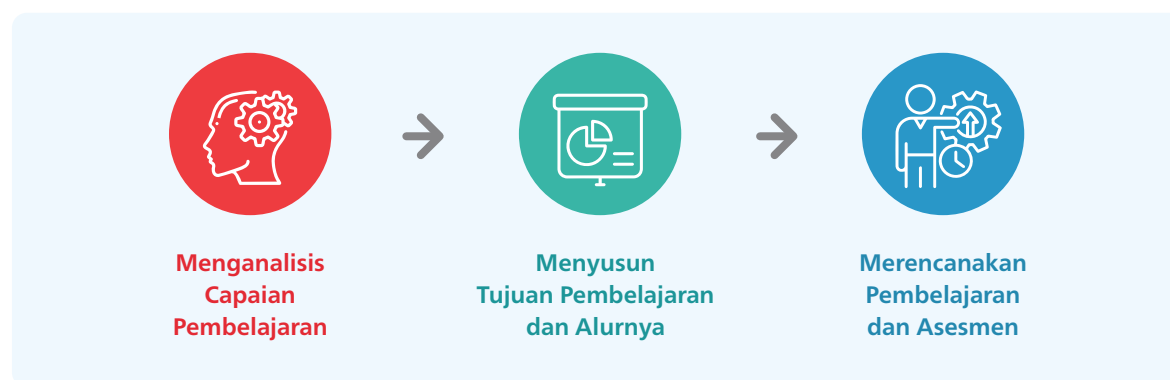 Menganalisis
Capaian
Pembelajaran
Menyusun
Tujuan Pembelajaran
dan Alurnya
Merencanakan
Pembelajaran
dan Asesmen